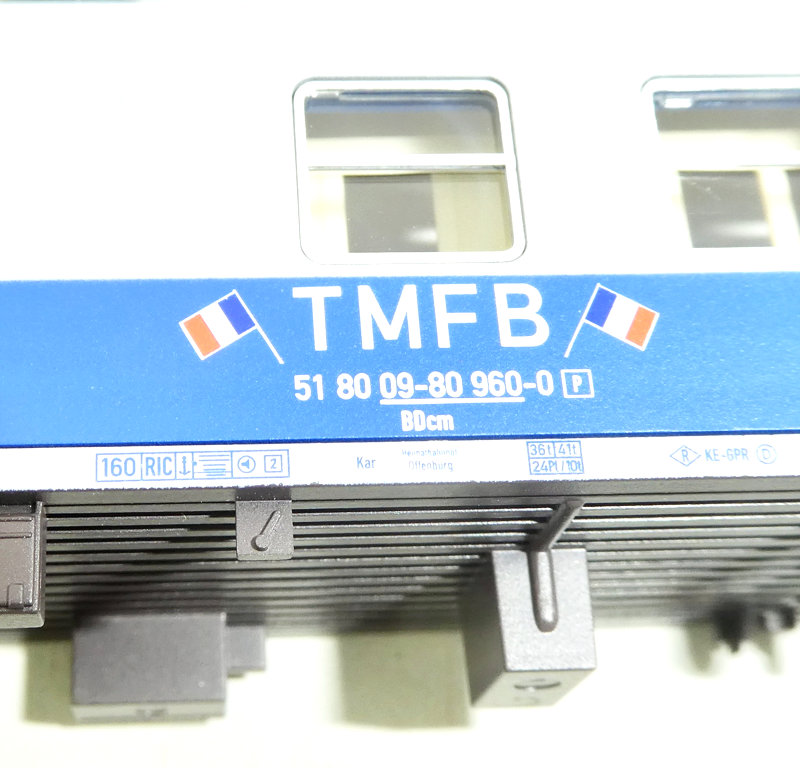 TMFB
51 80 09-80 960-0 P
BDcm
160 RIC 2
Kar
Heimatbahnhof
Offenburg
36t 41t
24Pl/10t
R KE-GPR D